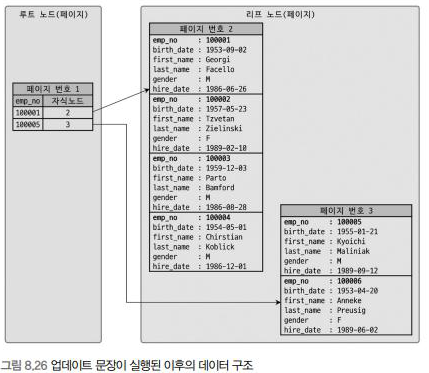 루트 노드(페이지)
리프 노드(페이지)
페이지 번호 1
emp_no 자식노드
100001 2
100005 3
페이지 번호 2
emp_no : 100001
birth_date : 1953-09-02
first_name : Georgi
last_name : Facello
gender : M
hire_date : 1986-06-26
emp_no : 100002
birth_date : 1957-05-23
first_name : Tzvetan
last_name : Zielinski
gender : F
hire_date : 1989-02-10
emp_no : 100003
birth_date : 1959-12-03
first_name : Parto
last_name : Bamford
gender : M
hire_date : 1986-08-28
emp_no : 100004
birth_date : 1954-05-01
first_name : Chirstian
last_name : Koblick
gender : M
hire_date : 1986-12-01
페이지 번호 3
emp_no : 100005
birth_date : 1955-01-21
first_name : Kyoichi
last_name : Maliniak
gender : M
hire_date : 1989-09-12
emp_no : 100006
birth_date : 1953-04-20
first_name : Anneke
last_name : Preusig
gender : F
hire_date : 1989-06-02
그림 8.26 업데이트 문장이 실행된 이후의 데이터 구조